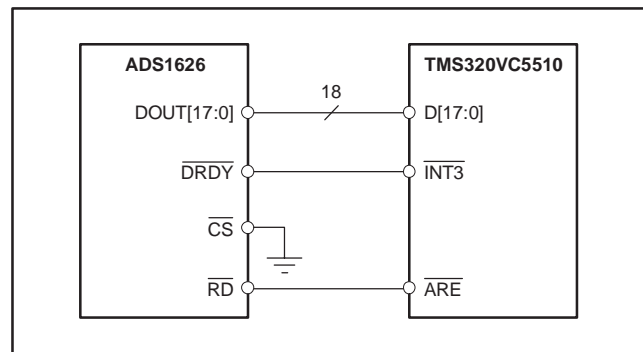 ADS1626 TMS320VC5510
18
DOUT[17:0] D[17:0]
DRDY INT3
CS
RD ARE